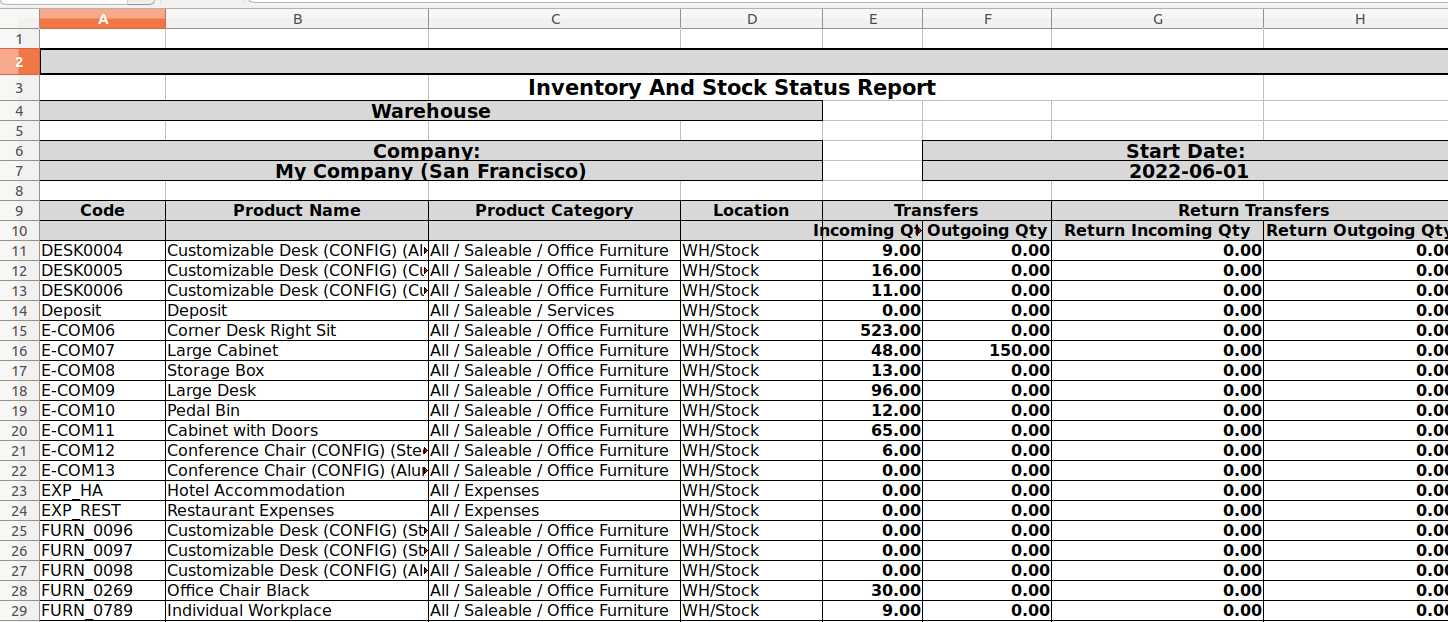 A B C D E F G H
1
2
3 Inventory And Stock Status Report
4 Warehouse
5
6 Company: Start Date:
7 My Company (San Francisco) 2022-06-01
8
9 Code Product Name Product Category Location Transfers Return Transfers
10 Incoming Qt Outgoing Qty Return Incoming Qty Return Outgoing Qty
11 DESK0004 Customizable Desk (CONFIG) (Al All / Saleable / Office Furniture WH/Stock 9.00 0.00 0.00 0.00
12 DESK0005 Customizable Desk (CONFIG) (Cu All / Saleable / Office Furniture WH/Stock 16.00 0.00 0.00 0.00
13 DESK0006 Customizable Desk (CONFIG) (Cu All / Saleable / Office Furniture WH/Stock 11.00 0.00 0.00 0.00
14 Deposit Deposit All / Saleable / Services WH/Stock 0.00 0.00 0.00 0.00
15 E-COM06 Corner Desk Right Sit All / Saleable / Office Furniture WH/Stock 523.00 0.00 0.00 0.00
16 E-COM07 Large Cabinet All / Saleable / Office Furniture WH/Stock 48.00 150.00 0.00 0.00
17 E-COM08 Storage Box All / Saleable / Office Furniture WH/Stock 13.00 0.00 0.00 0.00
18 E-COM09 Large Desk All / Saleable / Office Furniture WH/Stock 96.00 0.00 0.00 0.00
19 E-COM10 Pedal Bin All / Saleable / Office Furniture WH/Stock 12.00 0.00 0.00 0.00
20 E-COM11 Cabinet with Doors All / Saleable / Office Furniture WH/Stock 65.00 0.00 0.00 0.00
21 E-COM12 Conference Chair (CONFIG) (Ste All / Saleable / Office Furniture WH/Stock 6.00 0.00 0.00 0.00
22 E-COM13 Conference Chair (CONFIG) (Alu All / Saleable / Office Furniture WH/Stock 0.00 0.00 0.00 0.00
23 EXP_HA Hotel Accommodation All / Expenses WH/Stock 0.00 0.00 0.00 0.00
24 EXP_REST Restaurant Expenses All / Expenses WH/Stock 0.00 0.00 0.00 0.00
25 FURN_0096 Customizable Desk (CONFIG) (St All / Saleable / Office Furniture WH/Stock 0.00 0.00 0.00 0.00
26 FURN_0097 Customizable Desk (CONFIG) (St All / Saleable / Office Furniture WH/Stock 0.00 0.00 0.00 0.00
27 FURN_0098 Customizable Desk (CONFIG) (Al All / Saleable / Office Furniture WH/Stock 0.00 0.00 0.00 0.00
28 FURN_0269 Office Chair Black All / Saleable / Office Furniture WH/Stock 30.00 0.00 0.00 0.00
29 FURN_0789 Individual Workplace All / Saleable / Office Furniture WH/Stock 9.00 0.00 0.00 0.00